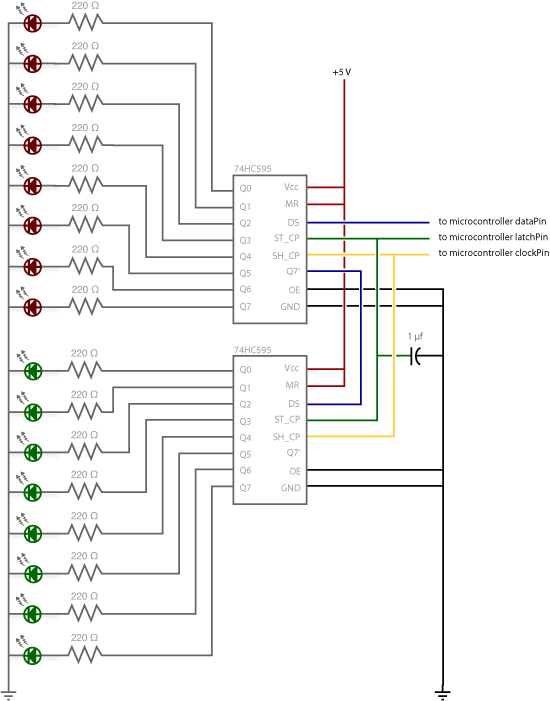 220 Ω
220 Ω
220 Ω
220 Ω
220 Ω
220 Ω
220 Ω
220 Ω
+5 V
74HC595
Q0 Vcc
Q1 MR
Q2 DS
Q3 ST_CP
Q4 SH_CP
Q5 Q7'
Q6 OE
Q7 GND
to microcontroller dataPin
to microcontroller latchPin
to microcontroller clockPin
1 µf
74HC595
Q0 Vcc
Q1 MR
Q2 DS
Q3 ST_CP
Q4 SH_CP
Q5 Q7'
Q6 OE
Q7 GND
220 Ω
220 Ω
220 Ω
220 Ω
220 Ω
220 Ω
220 Ω
220 Ω